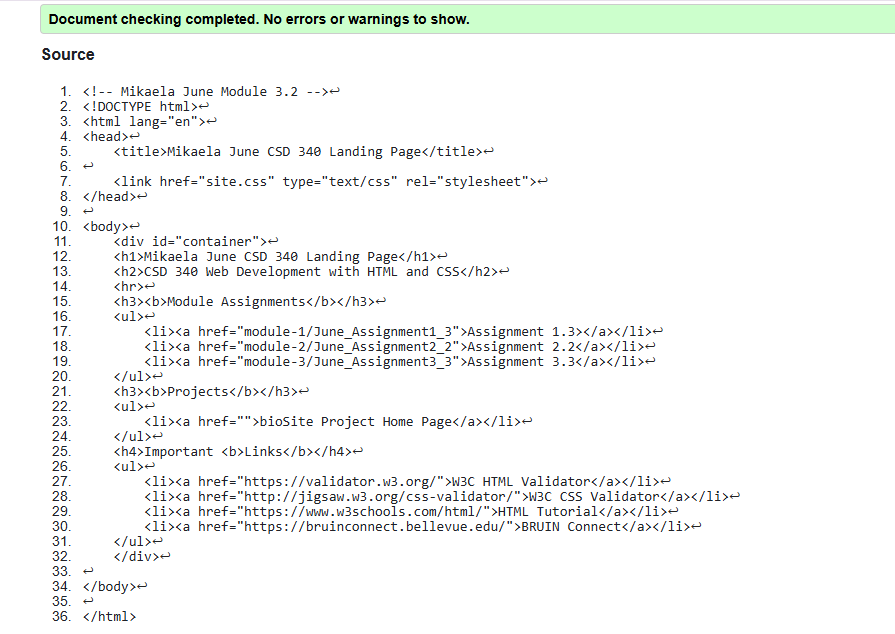 Document checking completed. No errors or warnings to show.
Source
1. <!-- Mikaela June Module 3.2 -->↩
2. <!DOCTYPE html>↩
3. <html lang="en">↩
4. <head>↩
5.     <title>Mikaela June CSD 340 Landing Page</title>↩
6. ↩
7.     <link href="site.css" type="text/css" rel="stylesheet">↩
8. </head>↩
9. ↩
10. <body>↩
11.     <div id="container">↩
12.     <h1>Mikaela June CSD 340 Landing Page</h1>↩
13.     <h2>CSD 340 Web Development with HTML and CSS</h2>↩
14.     <hr>↩
15.     <h3><b>Module Assignments</b></h3>↩
16.     <ul>↩
17.         <li><a href="module-1/June_Assignment1_3">Assignment 1.3></a></li>↩
18.         <li><a href="module-2/June_Assignment2_2">Assignment 2.2</a></li>↩
19.         <li><a href="module-3/June_Assignment3_3">Assignment 3.3</a></li>↩
20.     </ul>↩
21.     <h3><b>Projects</b></h3>↩
22.     <ul>↩
23.         <li><a href="">bioSite Project Home Page</a></li>↩
24.     </ul>↩
25.     <h4>Important <b>Links</b></h4>↩
26.     <ul>↩
27.         <li><a href="https://validator.w3.org/">W3C HTML Validator</a></li>↩
28.         <li><a href="http://jigsaw.w3.org/css-validator/">W3C CSS Validator</a></li>↩
29.         <li><a href="https://www.w3schools.com/html/">HTML Tutorial</a></li>↩
30.         <li><a href="https://bruinconnect.bellevue.edu/">BRUIN Connect</a></li>↩
31.     </ul>↩
32.     </div>↩
33. ↩
34. </body>↩
35. ↩
36. </html>